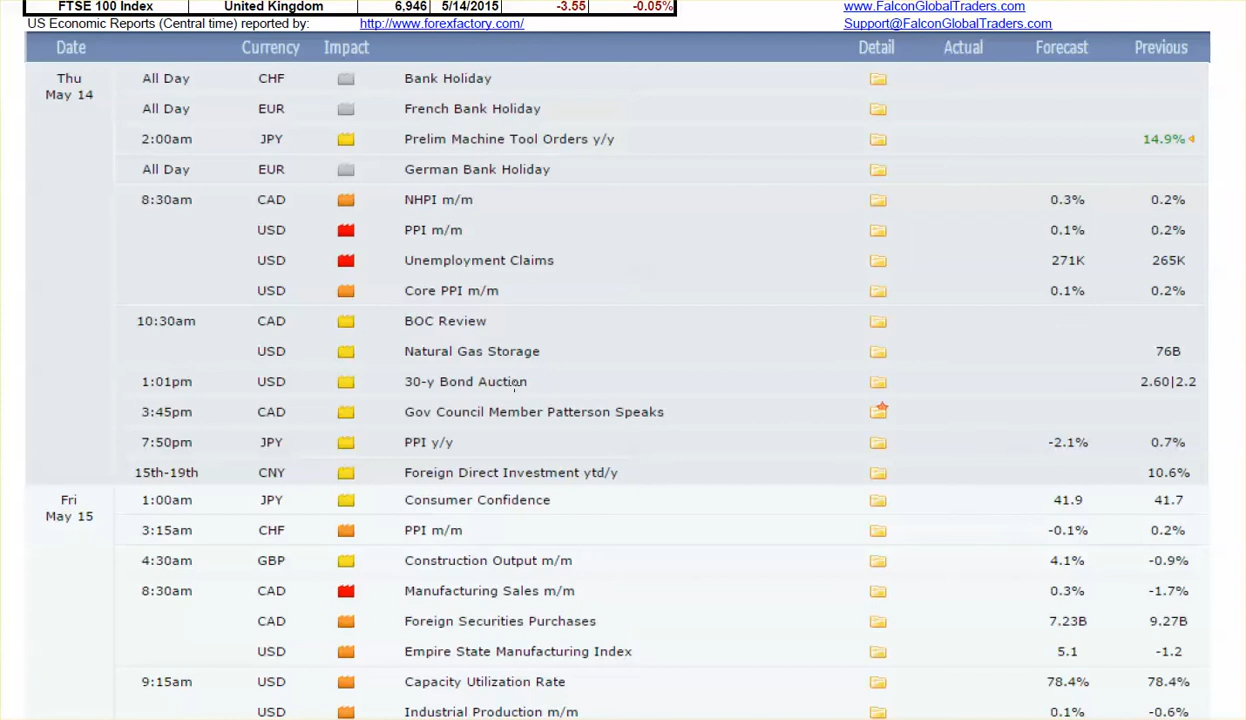 FTSE 100 Index United Kingdom 6,946 5/14/2015 -3.55 -0.05% www.FalconGlobalTraders.com
US Economic Reports (Central time) reported by: http://www.forexfactory.com/ Support@FalconGlobalTraders.com
Date Currency Impact Detail Actual Forecast Previous
Thu All Day CHF Bank Holiday
May 14
All Day EUR French Bank Holiday
2:00am JPY Prelim Machine Tool Orders y/y 14.9%
All Day EUR German Bank Holiday
8:30am CAD NHPI m/m 0.3% 0.2%
USD PPI m/m 0.1% 0.2%
USD Unemployment Claims 271K 265K
USD Core PPI m/m 0.1% 0.2%
10:30am CAD BOC Review
USD Natural Gas Storage 76B
1:01pm USD 30-y Bond Auction 2.60|2.2
3:45pm CAD Gov Council Member Patterson Speaks
7:50pm JPY PPI y/y -2.1% 0.7%
15th-19th CNY Foreign Direct Investment ytd/y 10.6%
Fri 1:00am JPY Consumer Confidence 41.9 41.7
May 15
3:15am CHF PPI m/m -0.1% 0.2%
4:30am GBP Construction Output m/m 4.1% -0.9%
8:30am CAD Manufacturing Sales m/m 0.3% -1.7%
CAD Foreign Securities Purchases 7.23B 9.27B
USD Empire State Manufacturing Index 5.1 -1.2
9:15am USD Capacity Utilization Rate 78.4% 78.4%
USD Industrial Production m/m 0.1% -0.6%